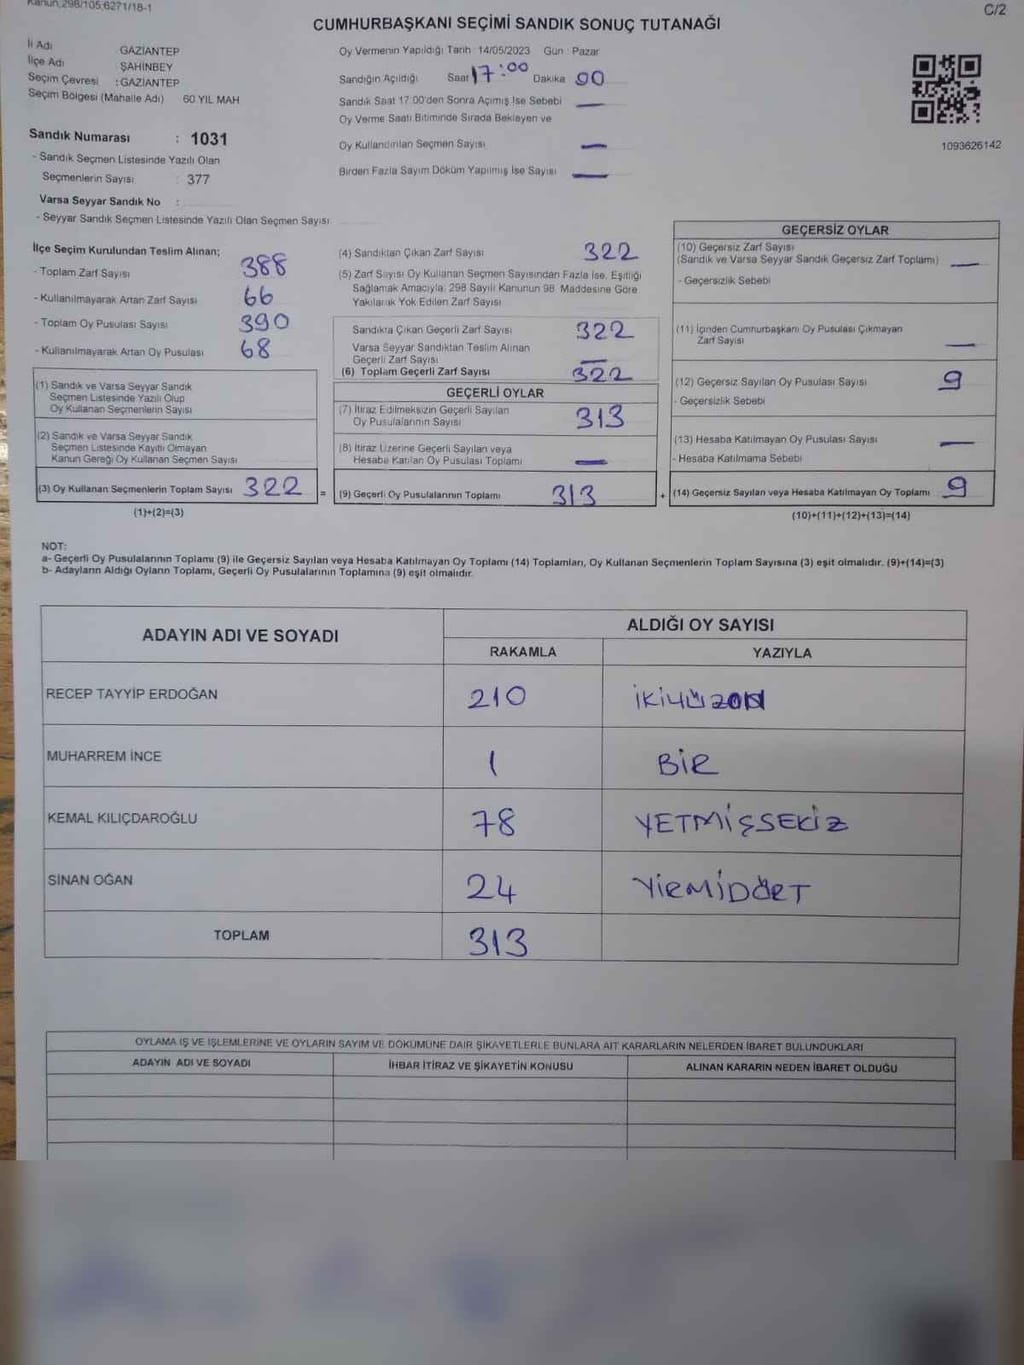 Kanun 298/105,6271/18-1
C/2
CUMHURBAŞKANI SEÇİMİ SANDIK SONUÇ TUTANAĞI
İl Adı GAZİANTEP
İlçe Adı ŞAHİNBEY
Seçim Çevresi : GAZİANTEP
Seçim Bölgesi (Mahalle Adı) 60 YIL MAH
Sandık Numarası : 1031
- Sandık Seçmen Listesinde Yazılı Olan
Seçmenlerin Sayısı : 377
Varsa Seyyar Sandık No :
- Seyyar Sandık Seçmen Listesinde Yazılı Olan Seçmen Sayısı
Oy Vermenin Yapıldığı Tarih 14/05/2023 Gün Pazar
Sandığın Açıldığı Saat 17:00 Dakika 00
Sandık Saat 17.00'den Sonra Açımış İse Sebebi —
Oy Verme Saati Bitiminde Sırada Bekleyen ve
Oy Kullandırılan Seçmen Sayısı —
Birden Fazla Sayım Döküm Yapılmış İse Sayısı —
1093626142
İlçe Seçim Kurulundan Teslim Alınan;
- Toplam Zarf Sayısı 388
- Kullanılmayarak Artan Zarf Sayısı 66
- Toplam Oy Pusulası Sayısı 390
- Kullanılmayarak Artan Oy Pusulası 68
(1) Sandık ve Varsa Seyyar Sandık
Seçmen Listesinde Yazılı Olup
Oy Kullanan Seçmenlerin Sayısı
(2) Sandık ve Varsa Seyyar Sandık
Seçmen Listesinde Kayıtlı Olmayan
Kanun Gereği Oy Kullanan Seçmen Sayısı
(3) Oy Kullanan Seçmenlerin Toplam Sayısı 322 =
(1)+(2)=(3)
(4) Sandıktan Çıkan Zarf Sayısı 322
(5) Zarf Sayısı Oy Kullanan Seçmen Sayısından Fazla İse, Eşitliği
Sağlamak Amacıyla, 298 Sayılı Kanunun 98. Maddesine Göre
Yakılarak Yok Edilen Zarf Sayısı
Sandıkta Çıkan Geçerli Zarf Sayısı 322
Varsa Seyyar Sandıktan Teslim Alınan
Geçerli Zarf Sayısı —
(6) Toplam Geçerli Zarf Sayısı 322
GEÇERLİ OYLAR
(7) İtiraz Edilmeksizin Geçerli Sayılan
Oy Pusulalarının Sayısı 313
(8) İtiraz Üzerine Geçerli Sayılan veya
Hesaba Katılan Oy Pusulası Toplamı —
(9) Geçerli Oy Pusulalarının Toplamı 313 +
GEÇERSİZ OYLAR
(10) Geçersiz Zarf Sayısı
(Sandık ve Varsa Seyyar Sandık Geçersiz Zarf Toplamı) —
- Geçersizlik Sebebi
(11) İçinden Cumhurbaşkanı Oy Pusulası Çıkmayan
Zarf Sayısı —
(12) Geçersiz Sayılan Oy Pusulası Sayısı 9
- Geçersizlik Sebebi
(13) Hesaba Katılmayan Oy Pusulası Sayısı —
- Hesaba Katılmama Sebebi
(14) Geçersiz Sayılan veya Hesaba Katılmayan Oy Toplamı 9
(10)+(11)+(12)+(13)=(14)
NOT:
a- Geçerli Oy Pusulalarının Toplamı (9) ile Geçersiz Sayılan veya Hesaba Katılmayan Oy Toplamı (14) Toplamları, Oy Kullanan Seçmenlerin Toplam Sayısına (3) eşit olmalıdır. (9)+(14)=(3)
b- Adayların Aldığı Oyların Toplamı, Geçerli Oy Pusulalarının Toplamına (9) eşit olmalıdır.
ADAYIN ADI VE SOYADI ALDIĞI OY SAYISI
RAKAMLA YAZIYLA
RECEP TAYYİP ERDOĞAN 210 İKİYÜZON
MUHARREM İNCE 1 BİR
KEMAL KILIÇDAROĞLU 78 YETMİŞSEKİZ
SİNAN OĞAN 24 YİRMİDÖRT
TOPLAM 313
OYLAMA İŞ VE İŞLEMLERİNE VE OYLARIN SAYIM VE DÖKÜMÜNE DAİR ŞİKAYETLERLE BUNLARA AİT KARARLARIN NELERDEN İBARET BULUNDUKLARI
ADAYIN ADI VE SOYADI İHBAR İTİRAZ VE ŞİKAYETİN KONUSU ALINAN KARARIN NEDEN İBARET OLDUĞU